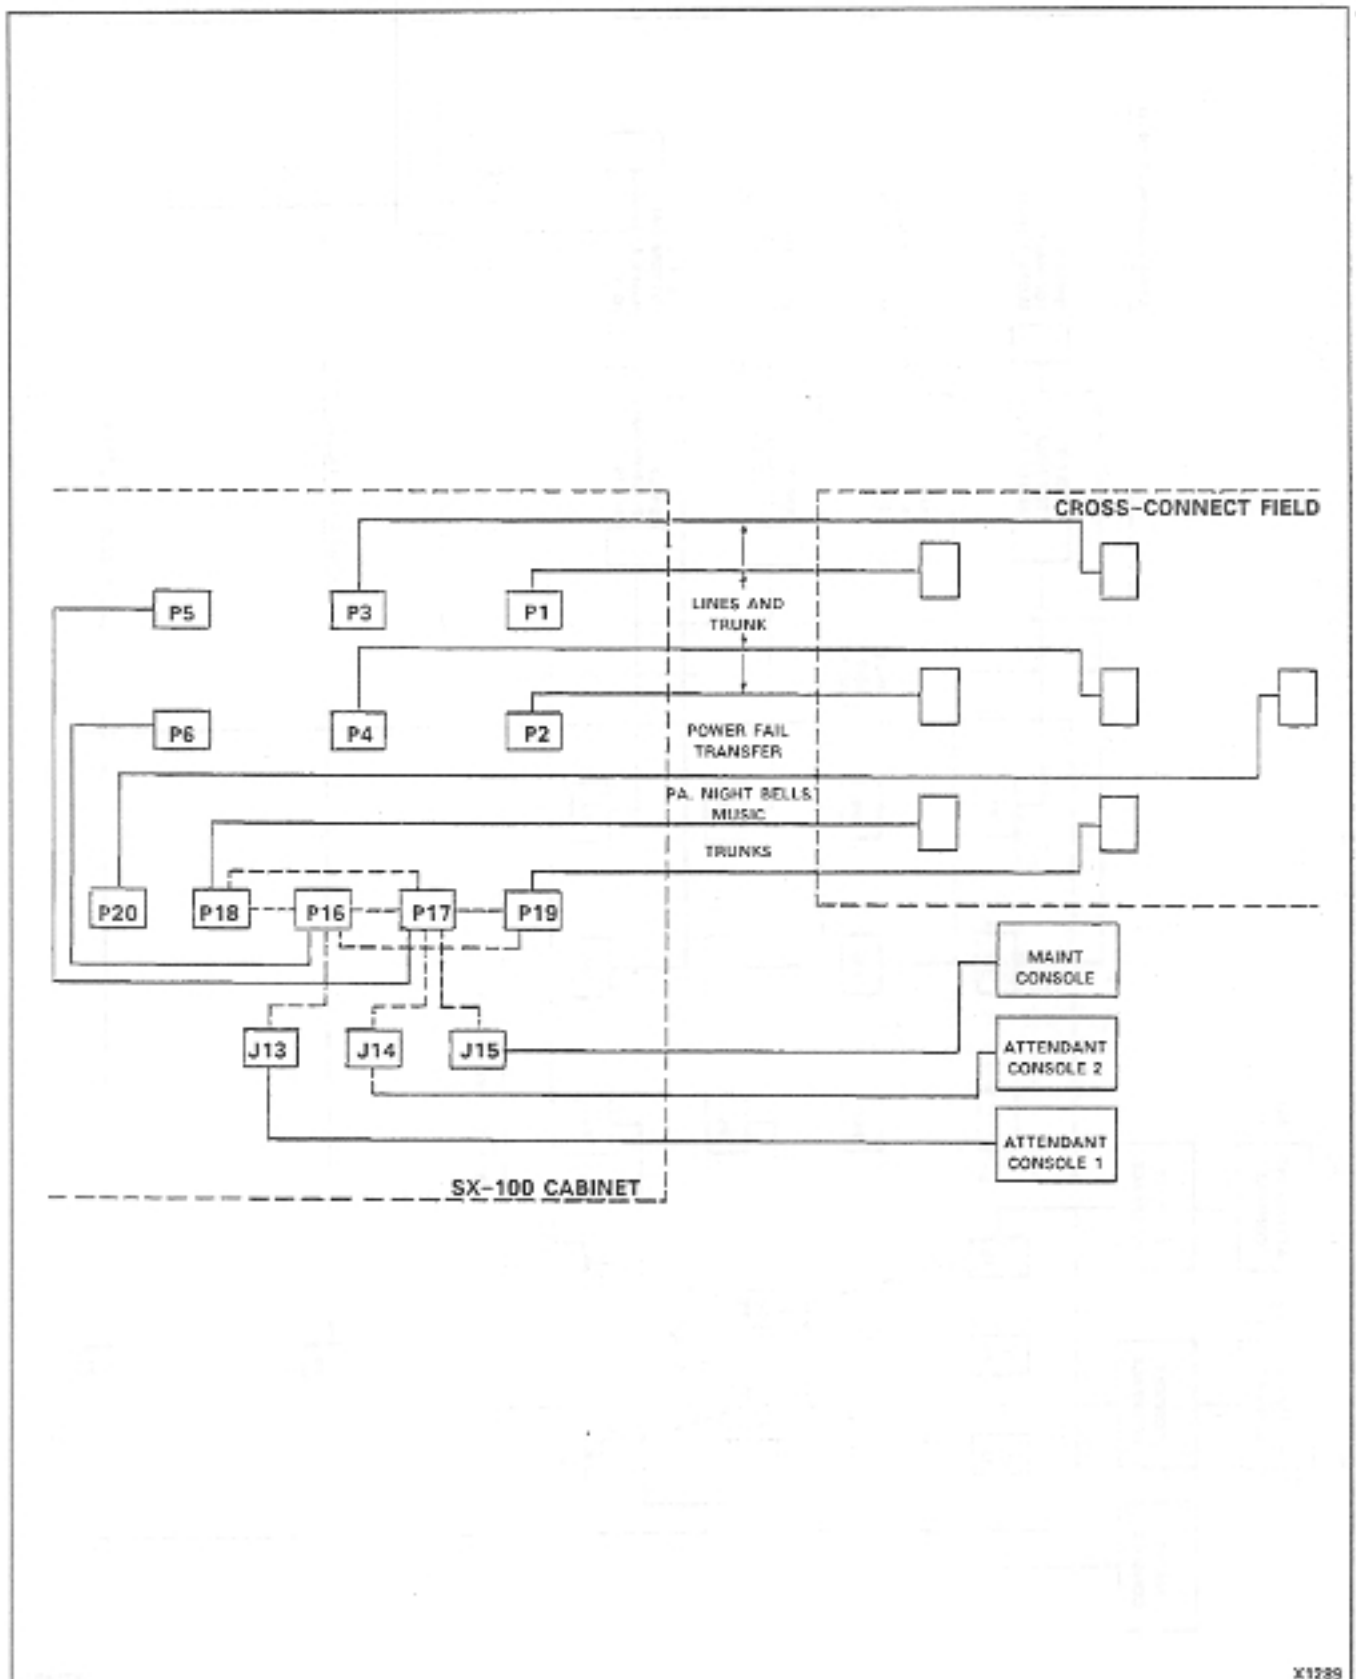 CROSS-CONNECT FIELD
P5
P3
P1
LINES AND
TRUNK
P6
P4
P2
POWER FAIL
TRANSFER
PA. NIGHT BELLS
MUSIC
TRUNKS
P20
P18
P16
P17
P19
MAINT
CONSOLE
J13
J14
J15
ATTENDANT
CONSOLE 2
ATTENDANT
CONSOLE 1
SX-100 CABINET
X1289